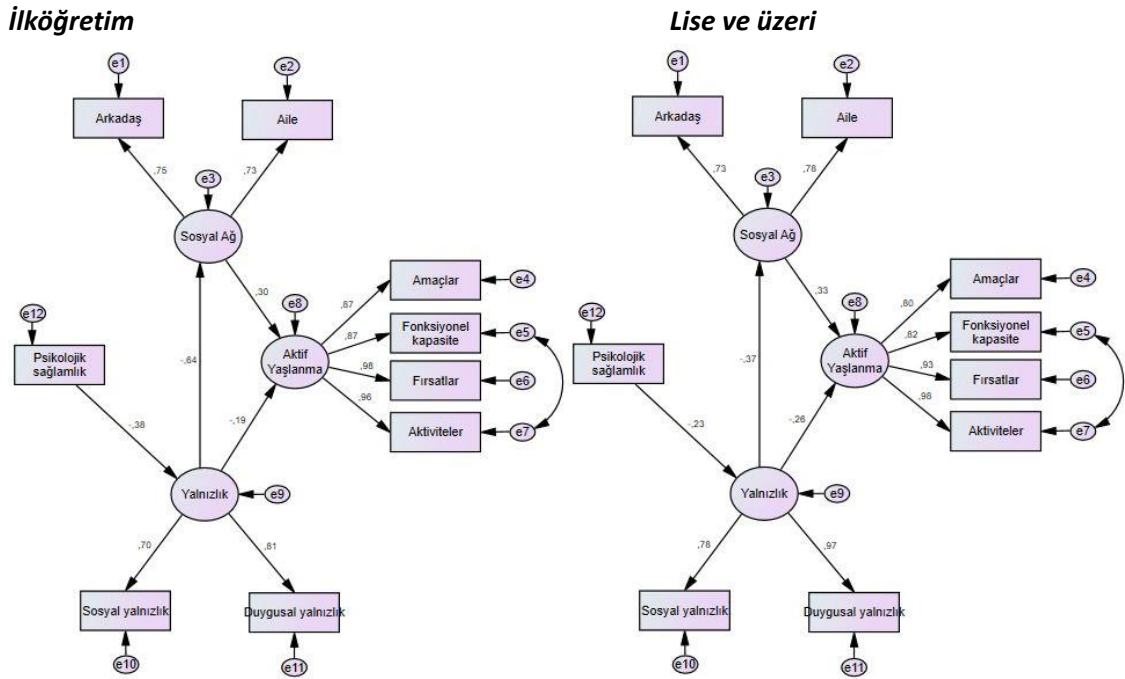 İlköğretim
Lise ve üzeri
e1
e2
Arkadaş
Aile
,75
,73
e3
Sosyal Ağ
,30
e8
Amaçlar
e4
,87
Fonksiyonel
kapasite
e5
,87
Aktif
Yaşlanma
,98
Fırsatlar
e6
,96
Aktiviteler
e7
e12
Psikolojik
sağlamlık
-,64
-,38
-,19
Yalnızlık
e9
,70
,81
Sosyal yalnızlık
Duygusal yalnızlık
e10
e11
e1
e2
Arkadaş
Aile
,73
,78
e3
Sosyal Ağ
,33
e8
Amaçlar
e4
,80
Fonksiyonel
kapasite
e5
,82
Aktif
Yaşlanma
,93
Fırsatlar
e6
,98
Aktiviteler
e7
e12
Psikolojik
sağlamlık
-,37
-,23
-,26
Yalnızlık
e9
,78
,97
Sosyal yalnızlık
Duygusal yalnızlık
e10
e11